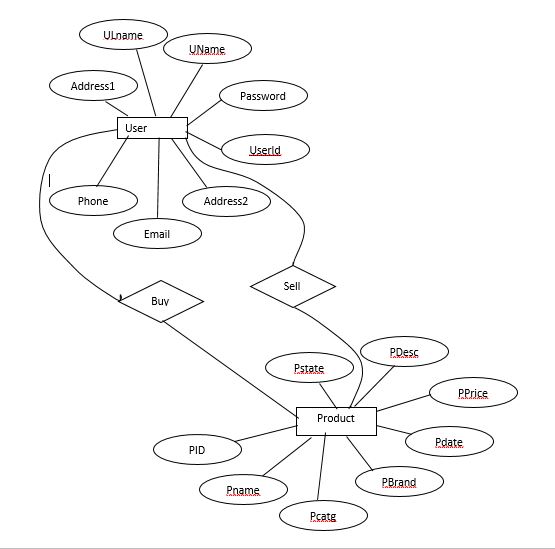 ULname
UName
Address1
Password
User
UserId
Phone
Address2
Email
Sell
Buy
PDesc
Pstate
PPrice
Product
Pdate
PID
PBrand
Pname
Pcatg